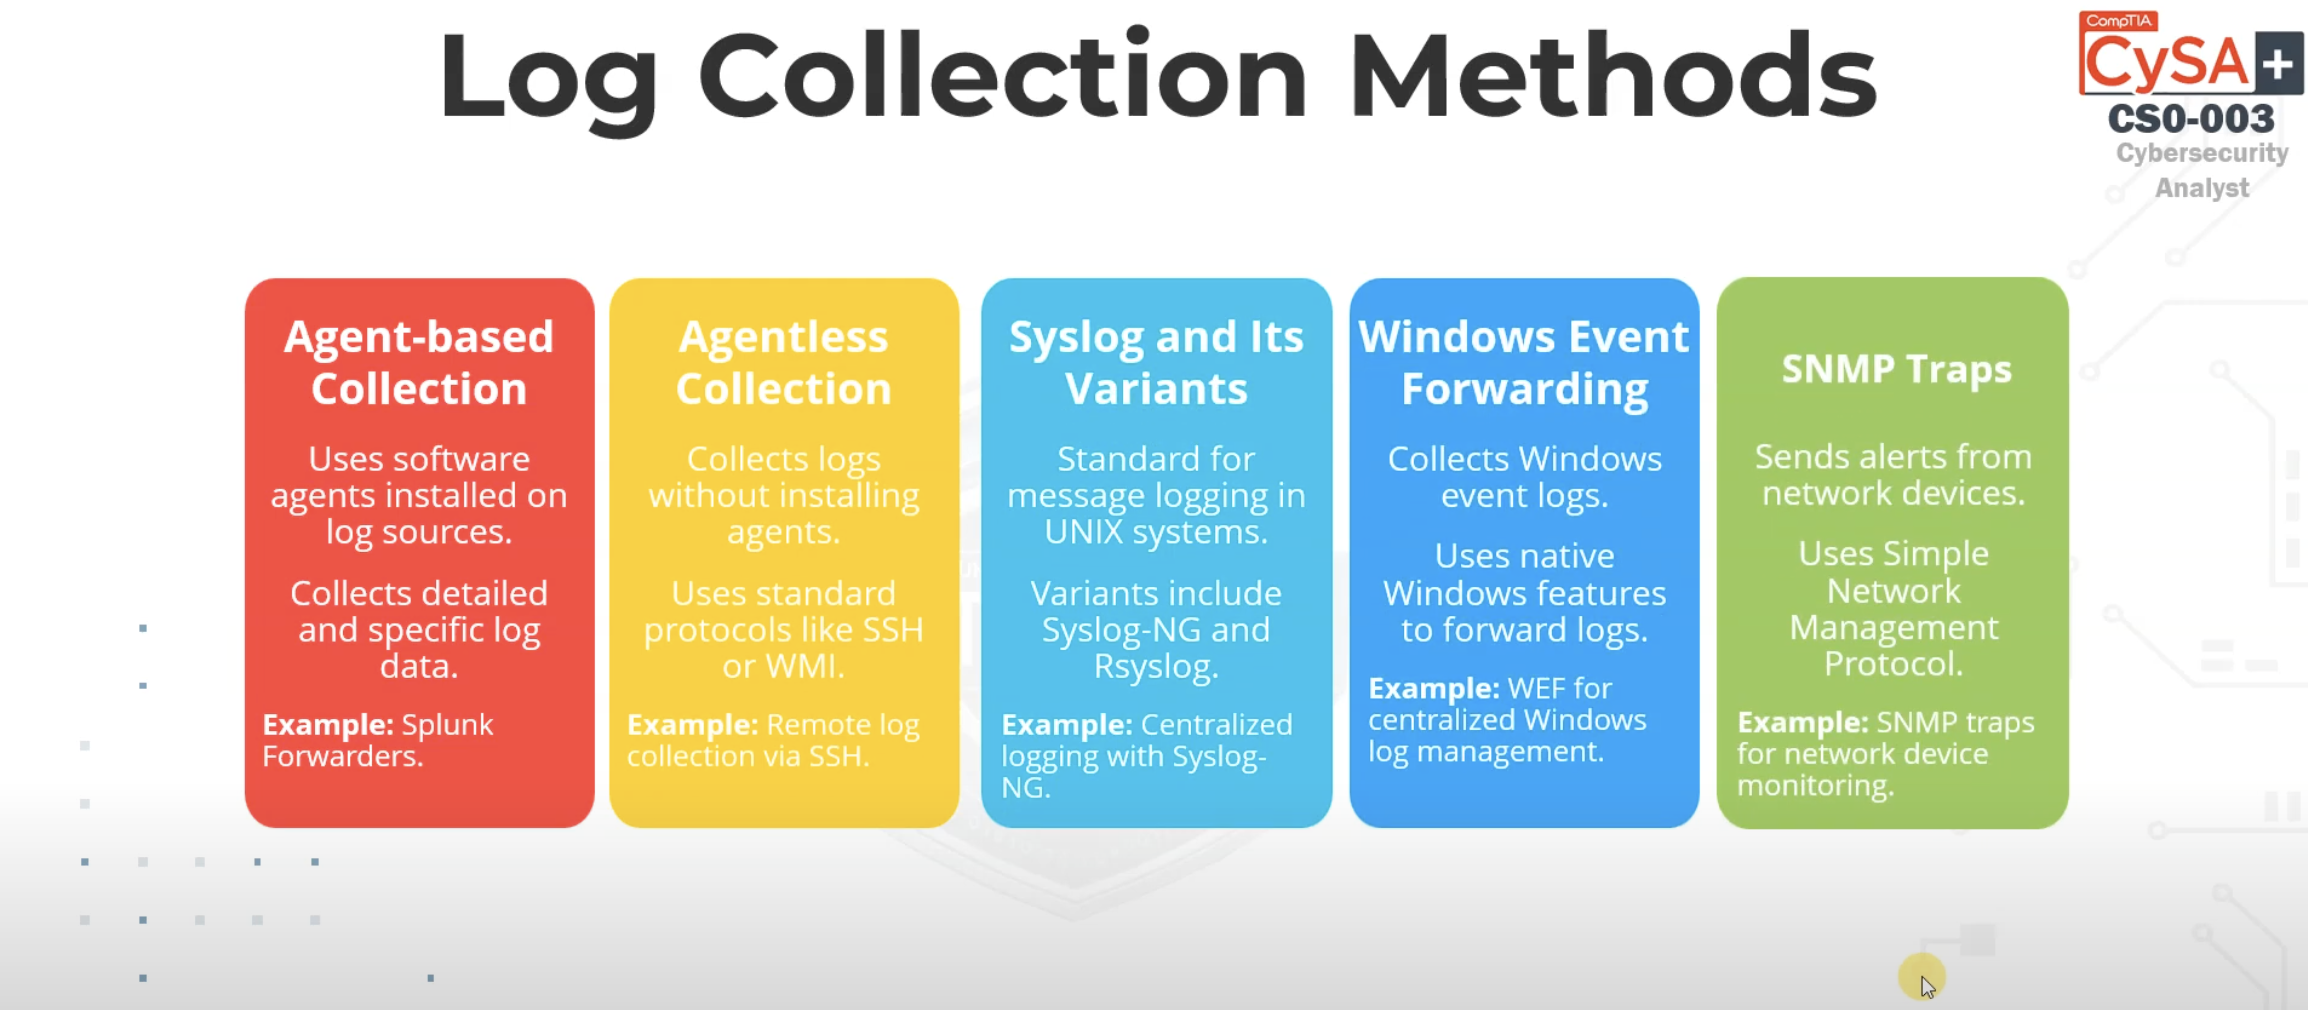 Log Collection Methods
CompTIA
CySA+
CS0-003
Cybersecurity
Analyst
Agent-based
Collection
Uses software
agents installed on
log sources.
Collects detailed
and specific log
data.
Example: Splunk
Forwarders.
Agentless
Collection
Collects logs
without installing
agents.
Uses standard
protocols like SSH
or WMI.
Example: Remote log
collection via SSH.
Syslog and Its
Variants
Standard for
message logging in
UNIX systems.
Variants include
Syslog-NG and
Rsyslog.
Example: Centralized
logging with Syslog-
NG.
Windows Event
Forwarding
Collects Windows
event logs.
Uses native
Windows features
to forward logs.
Example: WEF for
centralized Windows
log management.
SNMP Traps
Sends alerts from
network devices.
Uses Simple
Network
Management
Protocol.
Example: SNMP traps
for network device
monitoring.